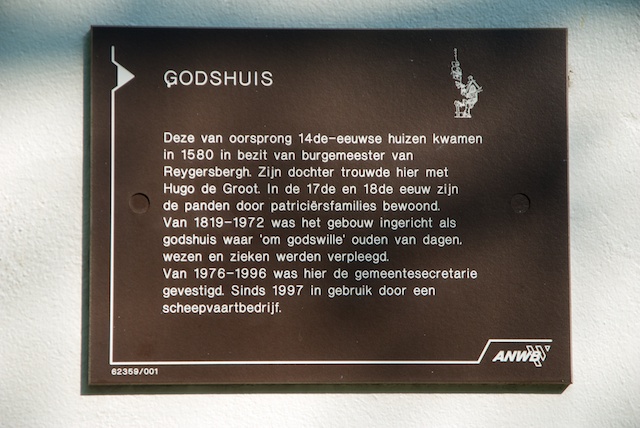 GODSHUIS
Deze van oorsprong 14de-eeuwse huizen kwamen
in 1580 in bezit van burgemeester van
Reygersbergh. Zijn dochter trouwde hier met
Hugo de Groot. In de 17de en 18de eeuw zijn
de panden door patriciërsfamilies bewoond.
Van 1819-1972 was het gebouw ingericht als
godshuis waar 'om godswille' ouden van dagen,
wezen en zieken werden verpleegd.
Van 1976-1996 was hier de gemeentesecretarie
gevestigd. Sinds 1997 in gebruik door een
scheepvaartbedrijf.
ANWB
62359/001